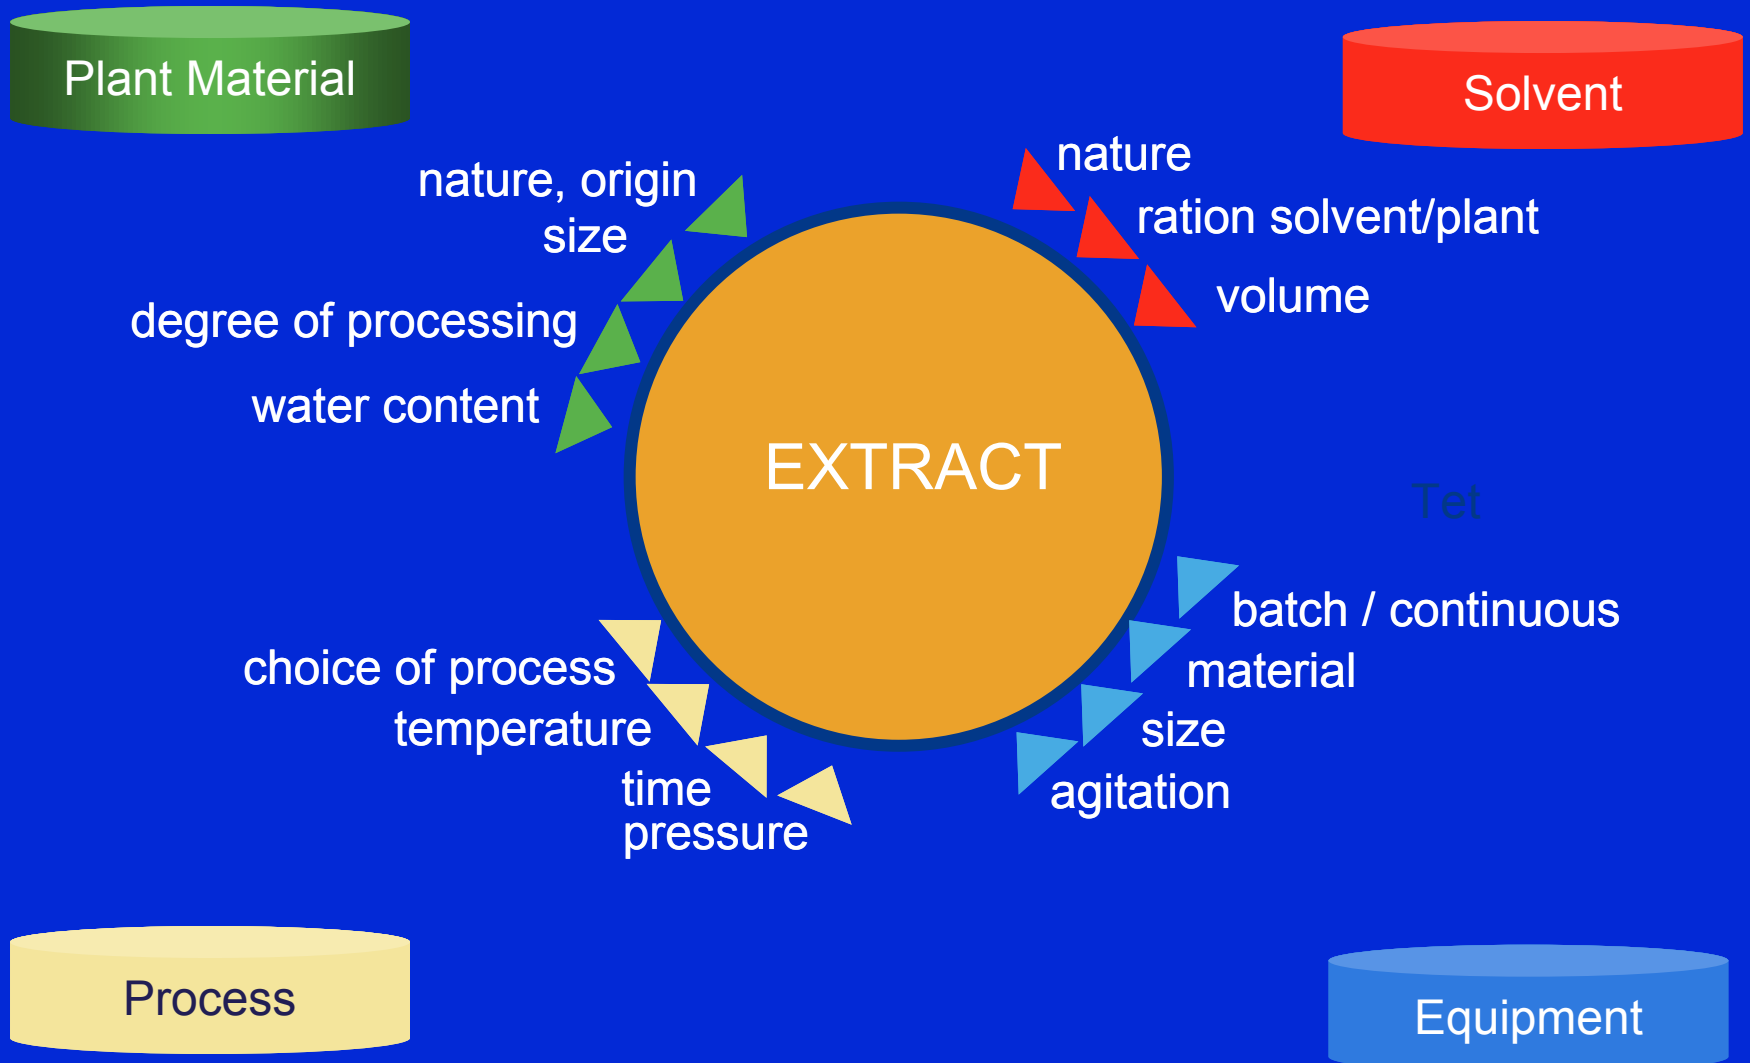 Plant Material
Solvent
nature, origin
size
degree of processing
water content
nature
ration solvent/plant
volume
EXTRACT
Tet
choice of process
temperature
time
pressure
batch / continuous
material
size
agitation
Process
Equipment